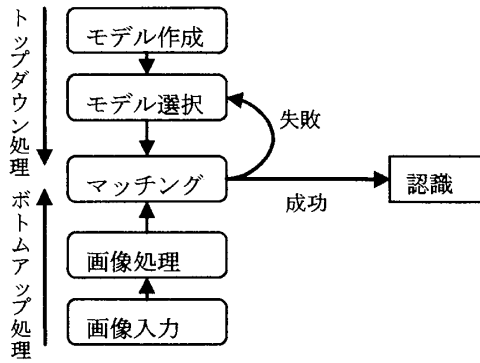 トップダウン処理
ボトムアップ処理
モデル作成
モデル選択
マッチング
画像処理
画像入力
失敗
成功
認識